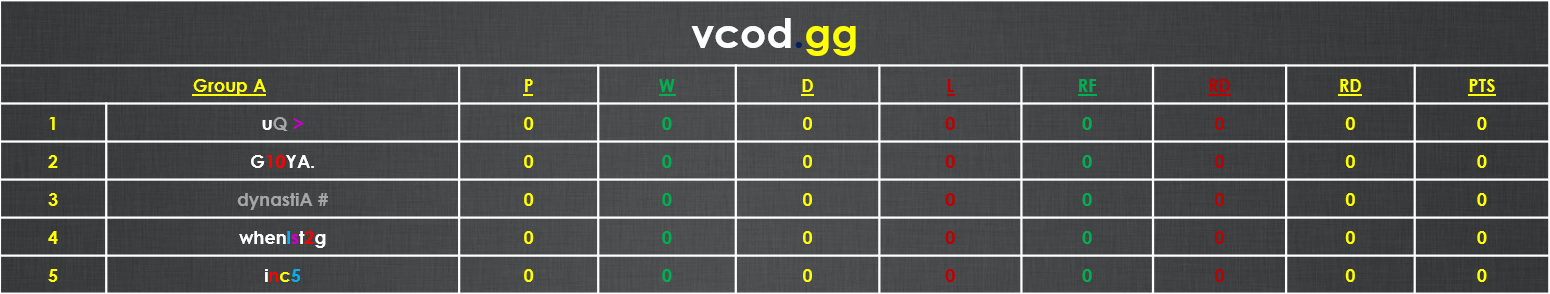 vcod.gg
Group A P W D L RF RD RD PTS
1 uQ > 0 0 0 0 0 0 0 0
2 G10YA. 0 0 0 0 0 0 0 0
3 dynastiA # 0 0 0 0 0 0 0 0
4 whenIst2g 0 0 0 0 0 0 0 0
5 inc5 0 0 0 0 0 0 0 0